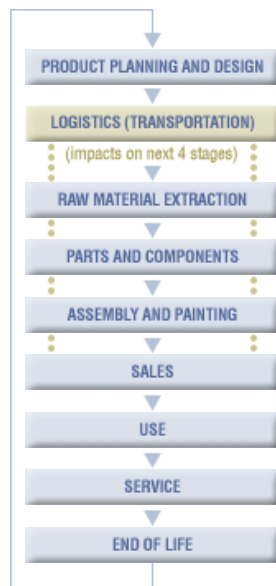 PRODUCT PLANNING AND DESIGN
LOGISTICS (TRANSPORTATION)
(impacts on next 4 stages)
RAW MATERIAL EXTRACTION
PARTS AND COMPONENTS
ASSEMBLY AND PAINTING
SALES
USE
SERVICE
END OF LIFE